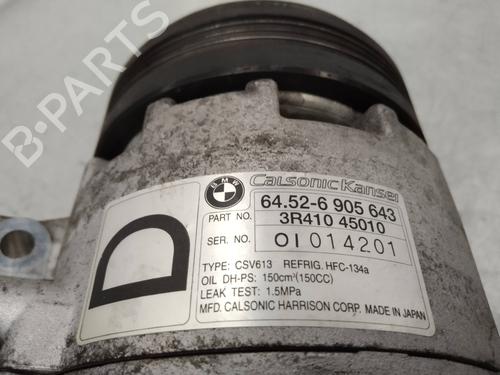 B-PARTS
BMW
CalsonicKansei
D
64.52-6 905 643
PART NO. 3R410 45010
SER. NO. OI 014201
TYPE: CSV613 REFRIG. HFC-134a
OIL DH-PS: 150cm³(150CC)
LEAK TEST: 1.5MPa
MFD. CALSONIC HARRISON CORP. MADE IN JAPAN